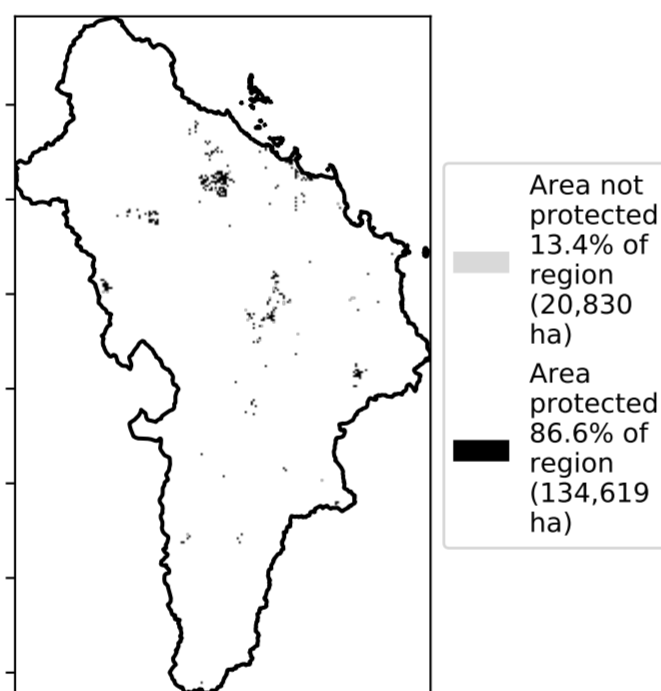 Area not
protected
13.4% of
region
(20,830
ha)
Area
protected
86.6% of
region
(134,619
ha)